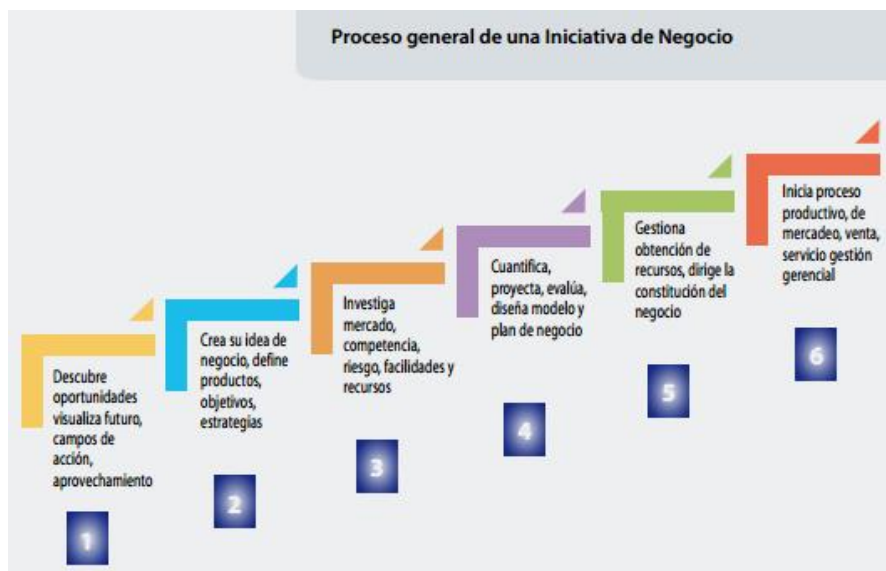 Proceso general de una Iniciativa de Negocio
Descubre
oportunidades
visualiza futuro,
campos de
acción,
aprovechamiento
1
Crea su idea de
negocio, define
productos,
objetivos,
estrategias
2
Investiga
mercado,
competencia,
riesgo, facilidades y
recursos
3
Cuantifica,
proyecta, evalúa,
diseña modelo y
plan de negocio
4
Gestiona
obtención de
recursos, dirige la
constitución del
negocio
5
Inicia proceso
productivo, de
mercadeo, venta,
servicio gestión
gerencial
6